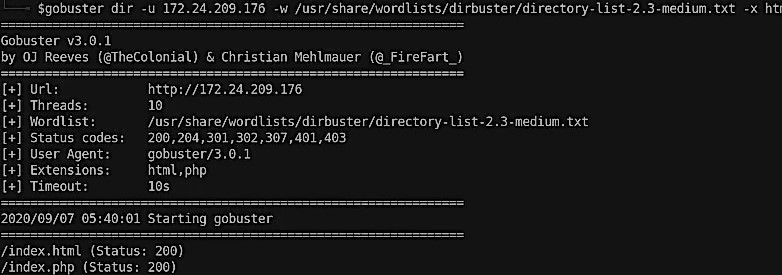 $gobuster dir -u 172.24.209.176 -w /usr/share/wordlists/dirbuster/directory-list-2.3-medium.txt -x htm
===============================================================
Gobuster v3.0.1
by OJ Reeves (@TheColonial) & Christian Mehlmauer (@_FireFart_)
===============================================================
[+] Url:            http://172.24.209.176
[+] Threads:        10
[+] Wordlist:       /usr/share/wordlists/dirbuster/directory-list-2.3-medium.txt
[+] Status codes:   200,204,301,302,307,401,403
[+] User Agent:     gobuster/3.0.1
[+] Extensions:     html,php
[+] Timeout:        10s
===============================================================
2020/09/07 05:40:01 Starting gobuster
===============================================================
/index.html (Status: 200)
/index.php (Status: 200)